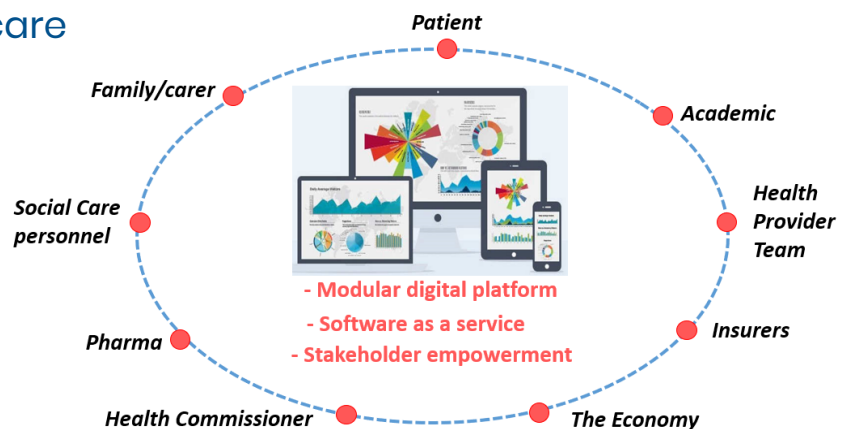 care
Patient
Family/carer
Academic
Social Care
personnel
Health
Provider
Team
- Modular digital platform
- Software as a service
- Stakeholder empowerment
Pharma
Insurers
Health Commissioner
The Economy